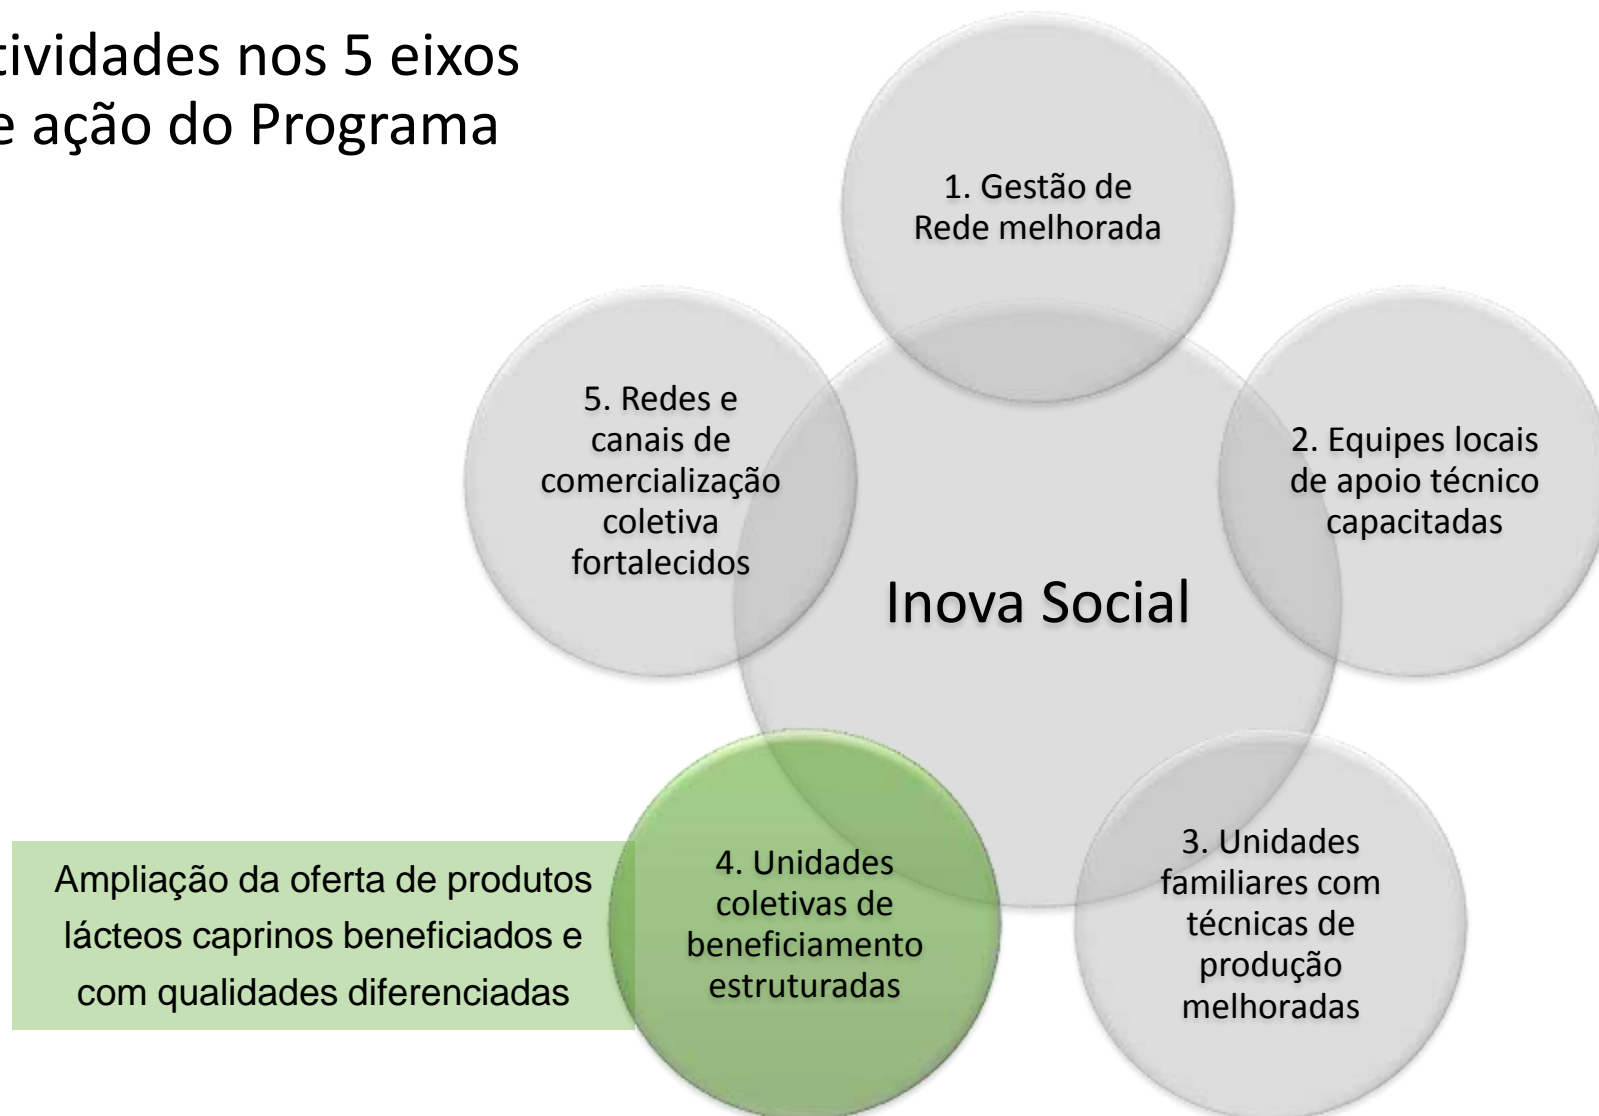 tividades nos 5 eixos
e ação do Programa
1. Gestão de
Rede melhorada
2. Equipes locais
de apoio técnico
capacitadas
3. Unidades
familiares com
técnicas de
produção
melhoradas
4. Unidades
coletivas de
beneficiamento
estruturadas
5. Redes e
canais de
comercialização
coletiva
fortalecidos
Inova Social
Ampliação da oferta de produtos
lácteos caprinos beneficiados e
com qualidades diferenciadas